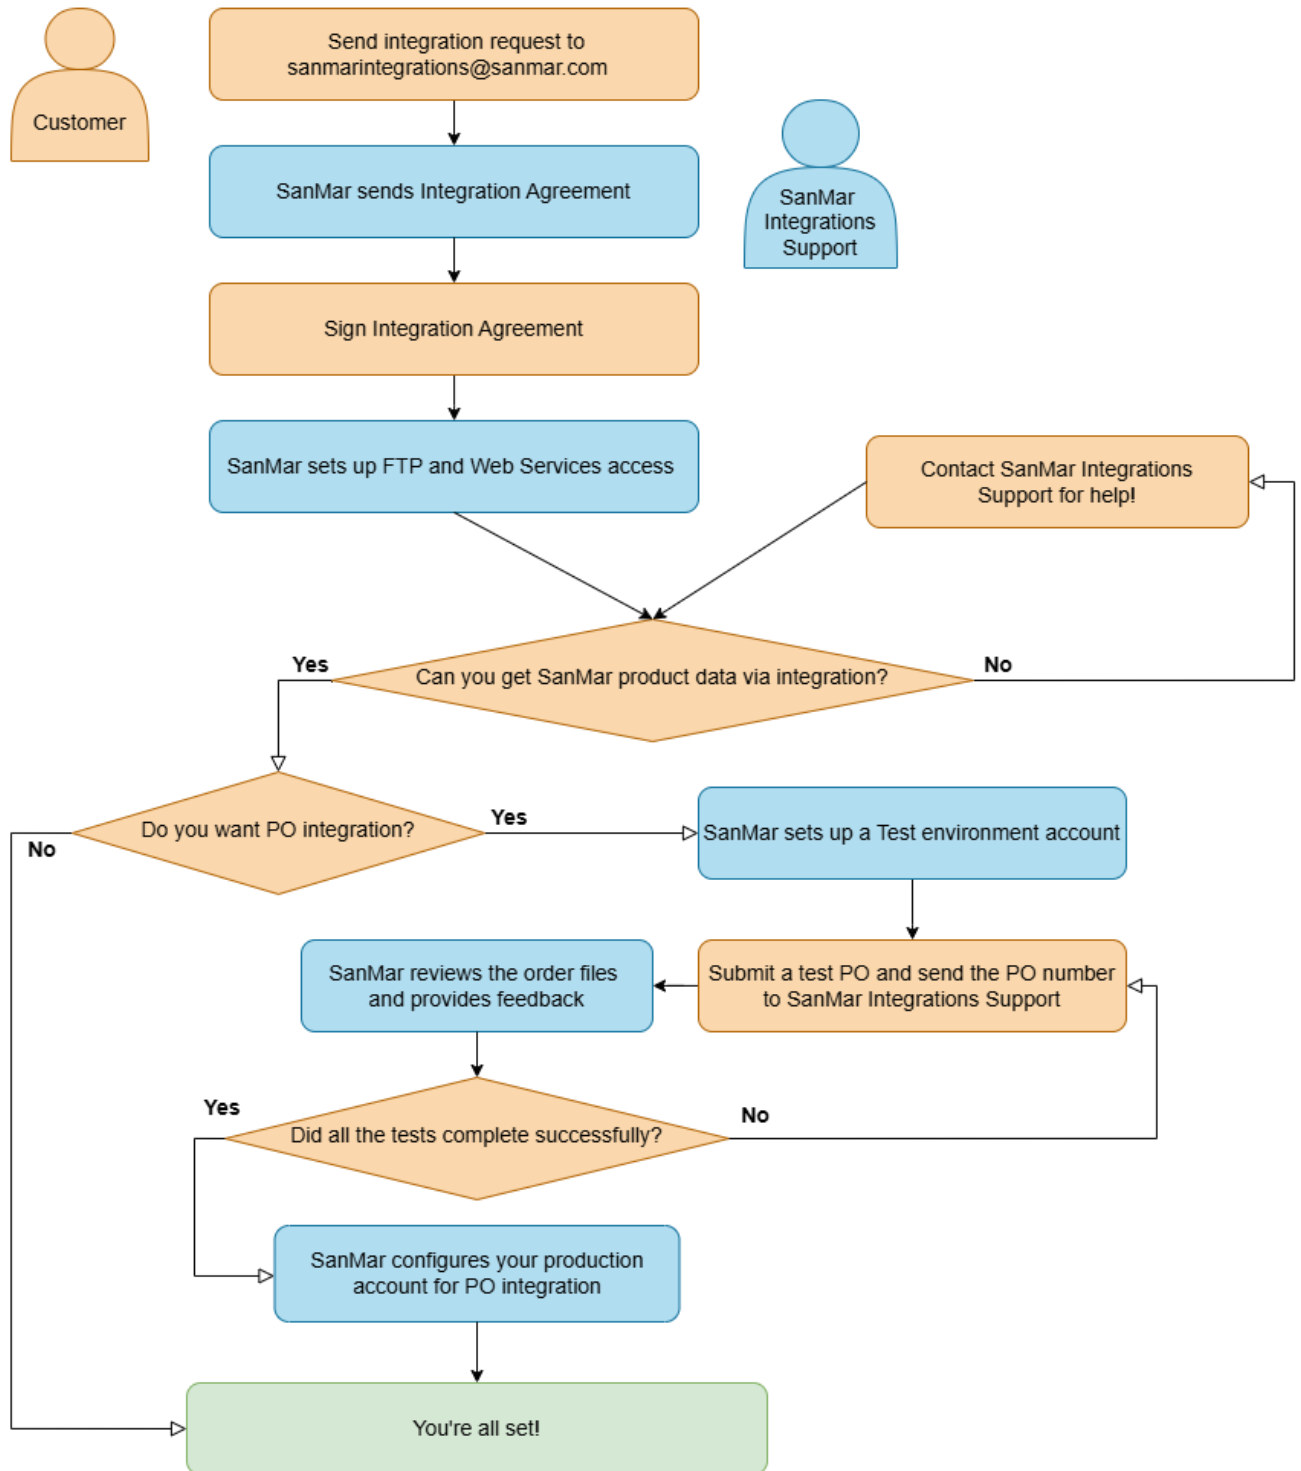 Send integration request to
sanmarintegrations@sanmar.com
Customer
SanMar sends Integration Agreement
SanMar
Integrations
Support
Sign Integration Agreement
SanMar sets up FTP and Web Services access
Contact SanMar Integrations
Support for help!
Yes
Can you get SanMar product data via integration?
No
Do you want PO integration?
Yes
No
SanMar sets up a Test environment account
SanMar reviews the order files
and provides feedback
Submit a test PO and send the PO number
to SanMar Integrations Support
Yes
Did all the tests complete successfully?
No
SanMar configures your production
account for PO integration
You're all set!